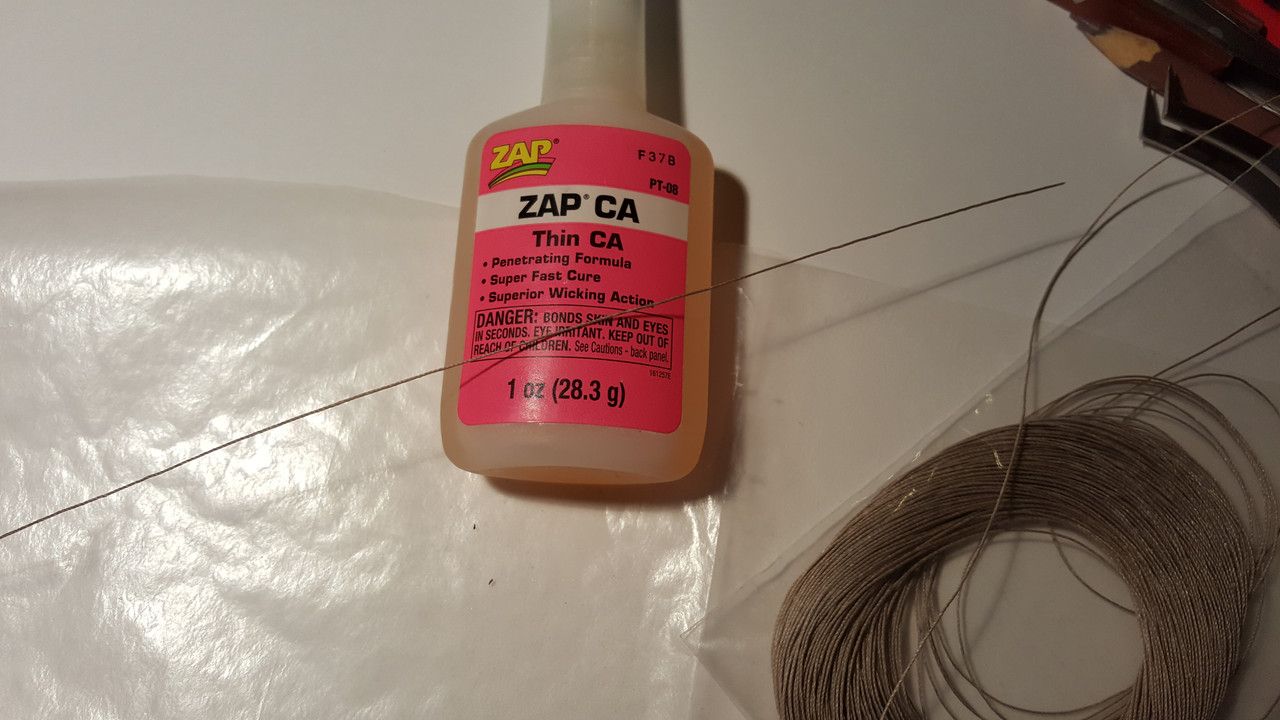 ZAP®
F37B
PT-08
ZAP® CA
Thin CA
• Penetrating Formula
• Super Fast Cure
• Superior Wicking Action
DANGER: BONDS SKIN AND EYES
IN SECONDS. EYE IRRITANT. KEEP OUT OF
REACH OF CHILDREN. See Cautions - back panel.
161257E
1 oz (28.3 g)